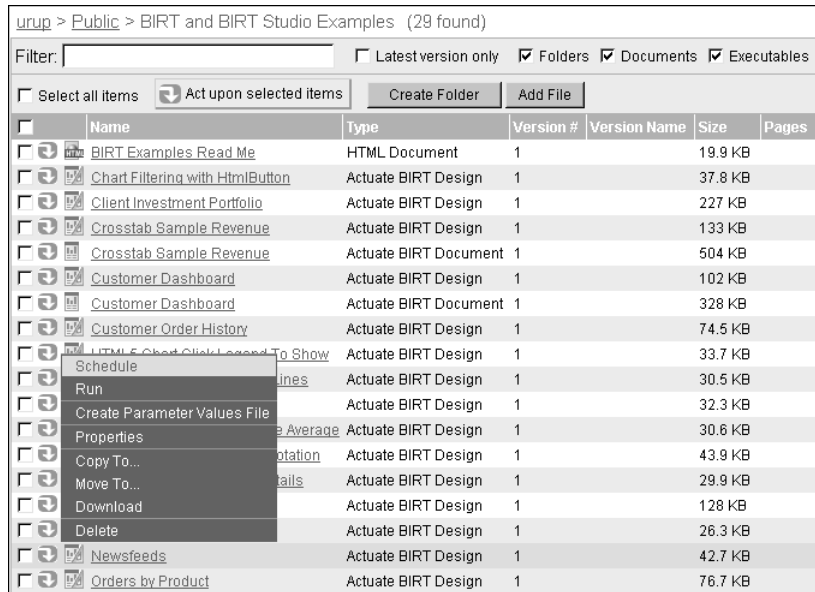 urup > Public > BIRT and BIRT Studio Examples (29 found)
Filter: Latest version only Folders Documents Executables
Select all items Act upon selected items Create Folder Add File
Name Type Version # Version Name Size Pages
BIRT Examples Read Me HTML Document 1 19.9 KB
Chart Filtering with HtmlButton Actuate BIRT Design 1 37.8 KB
Client Investment Portfolio Actuate BIRT Design 1 227 KB
Crosstab Sample Revenue Actuate BIRT Design 1 133 KB
Crosstab Sample Revenue Actuate BIRT Document 1 504 KB
Customer Dashboard Actuate BIRT Design 1 102 KB
Customer Dashboard Actuate BIRT Document 1 328 KB
Customer Order History Actuate BIRT Design 1 74.5 KB
HTML5 Chart Click Legend To Show Actuate BIRT Design 1 33.7 KB
Schedule
Lines Actuate BIRT Design 1 30.5 KB
Run
Actuate BIRT Design 1 32.3 KB
Create Parameter Values File
Average Actuate BIRT Design 1 30.6 KB
Properties
Copy To... Actuate BIRT Design 1 43.9 KB
Move To... Actuate BIRT Design 1 29.9 KB
Download Actuate BIRT Design 1 128 KB
Delete Actuate BIRT Design 1 26.3 KB
Newsfeeds Actuate BIRT Design 1 42.7 KB
Orders by Product Actuate BIRT Design 1 76.7 KB